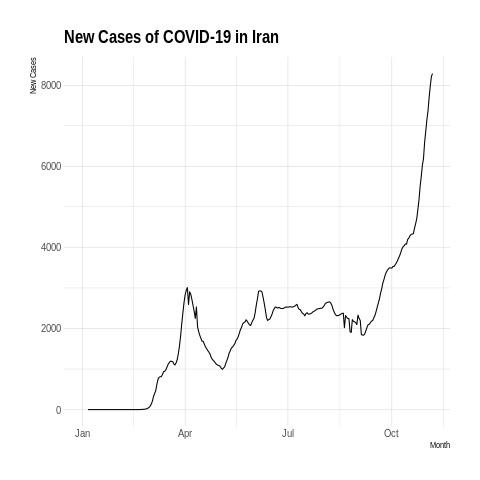 New Cases of COVID-19 in Iran
New Cases
8000
6000
4000
2000
0
Jan Apr Jul Oct
Month